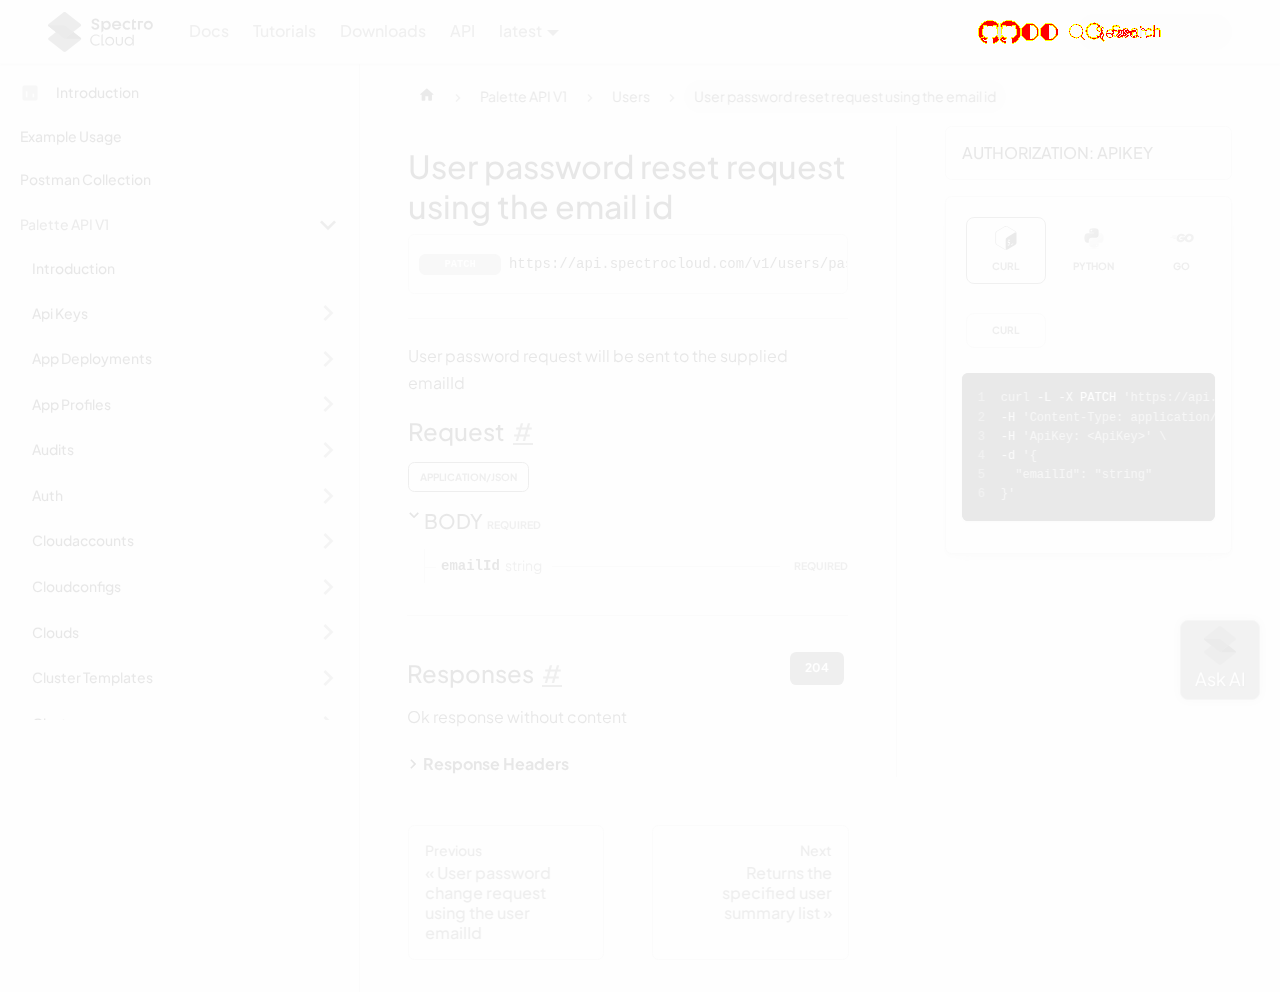 Spectro Cloud
Docs
Tutorials
Downloads
API
latest
Search
Introduction
Example Usage
Postman Collection
Palette API V1
Introduction
Api Keys
App Deployments
App Profiles
Audits
Auth
Cloudaccounts
Cloudconfigs
Clouds
Cluster Templates
Palette API V1
Users
User password reset request using the email id
User password reset request
using the email id
PATCH
https://api.spectrocloud.com/v1/users/pa
User password request will be sent to the supplied
emailId
Request #
APPLICATION/JSON
BODY REQUIRED
emailId string REQUIRED
Responses #
204
Ok response without content
Response Headers
Previous
« User password
change request
using the user
emailId
Next
Returns the
specified user
summary list »
AUTHORIZATION: APIKEY
CURL
PYTHON
GO
CURL
1 curl -L -X PATCH 'https://api.
2 -H 'Content-Type: application/
3 -H 'ApiKey: <ApiKey>' \
4 -d '{
5 "emailId": "string"
6 }'
Ask AI